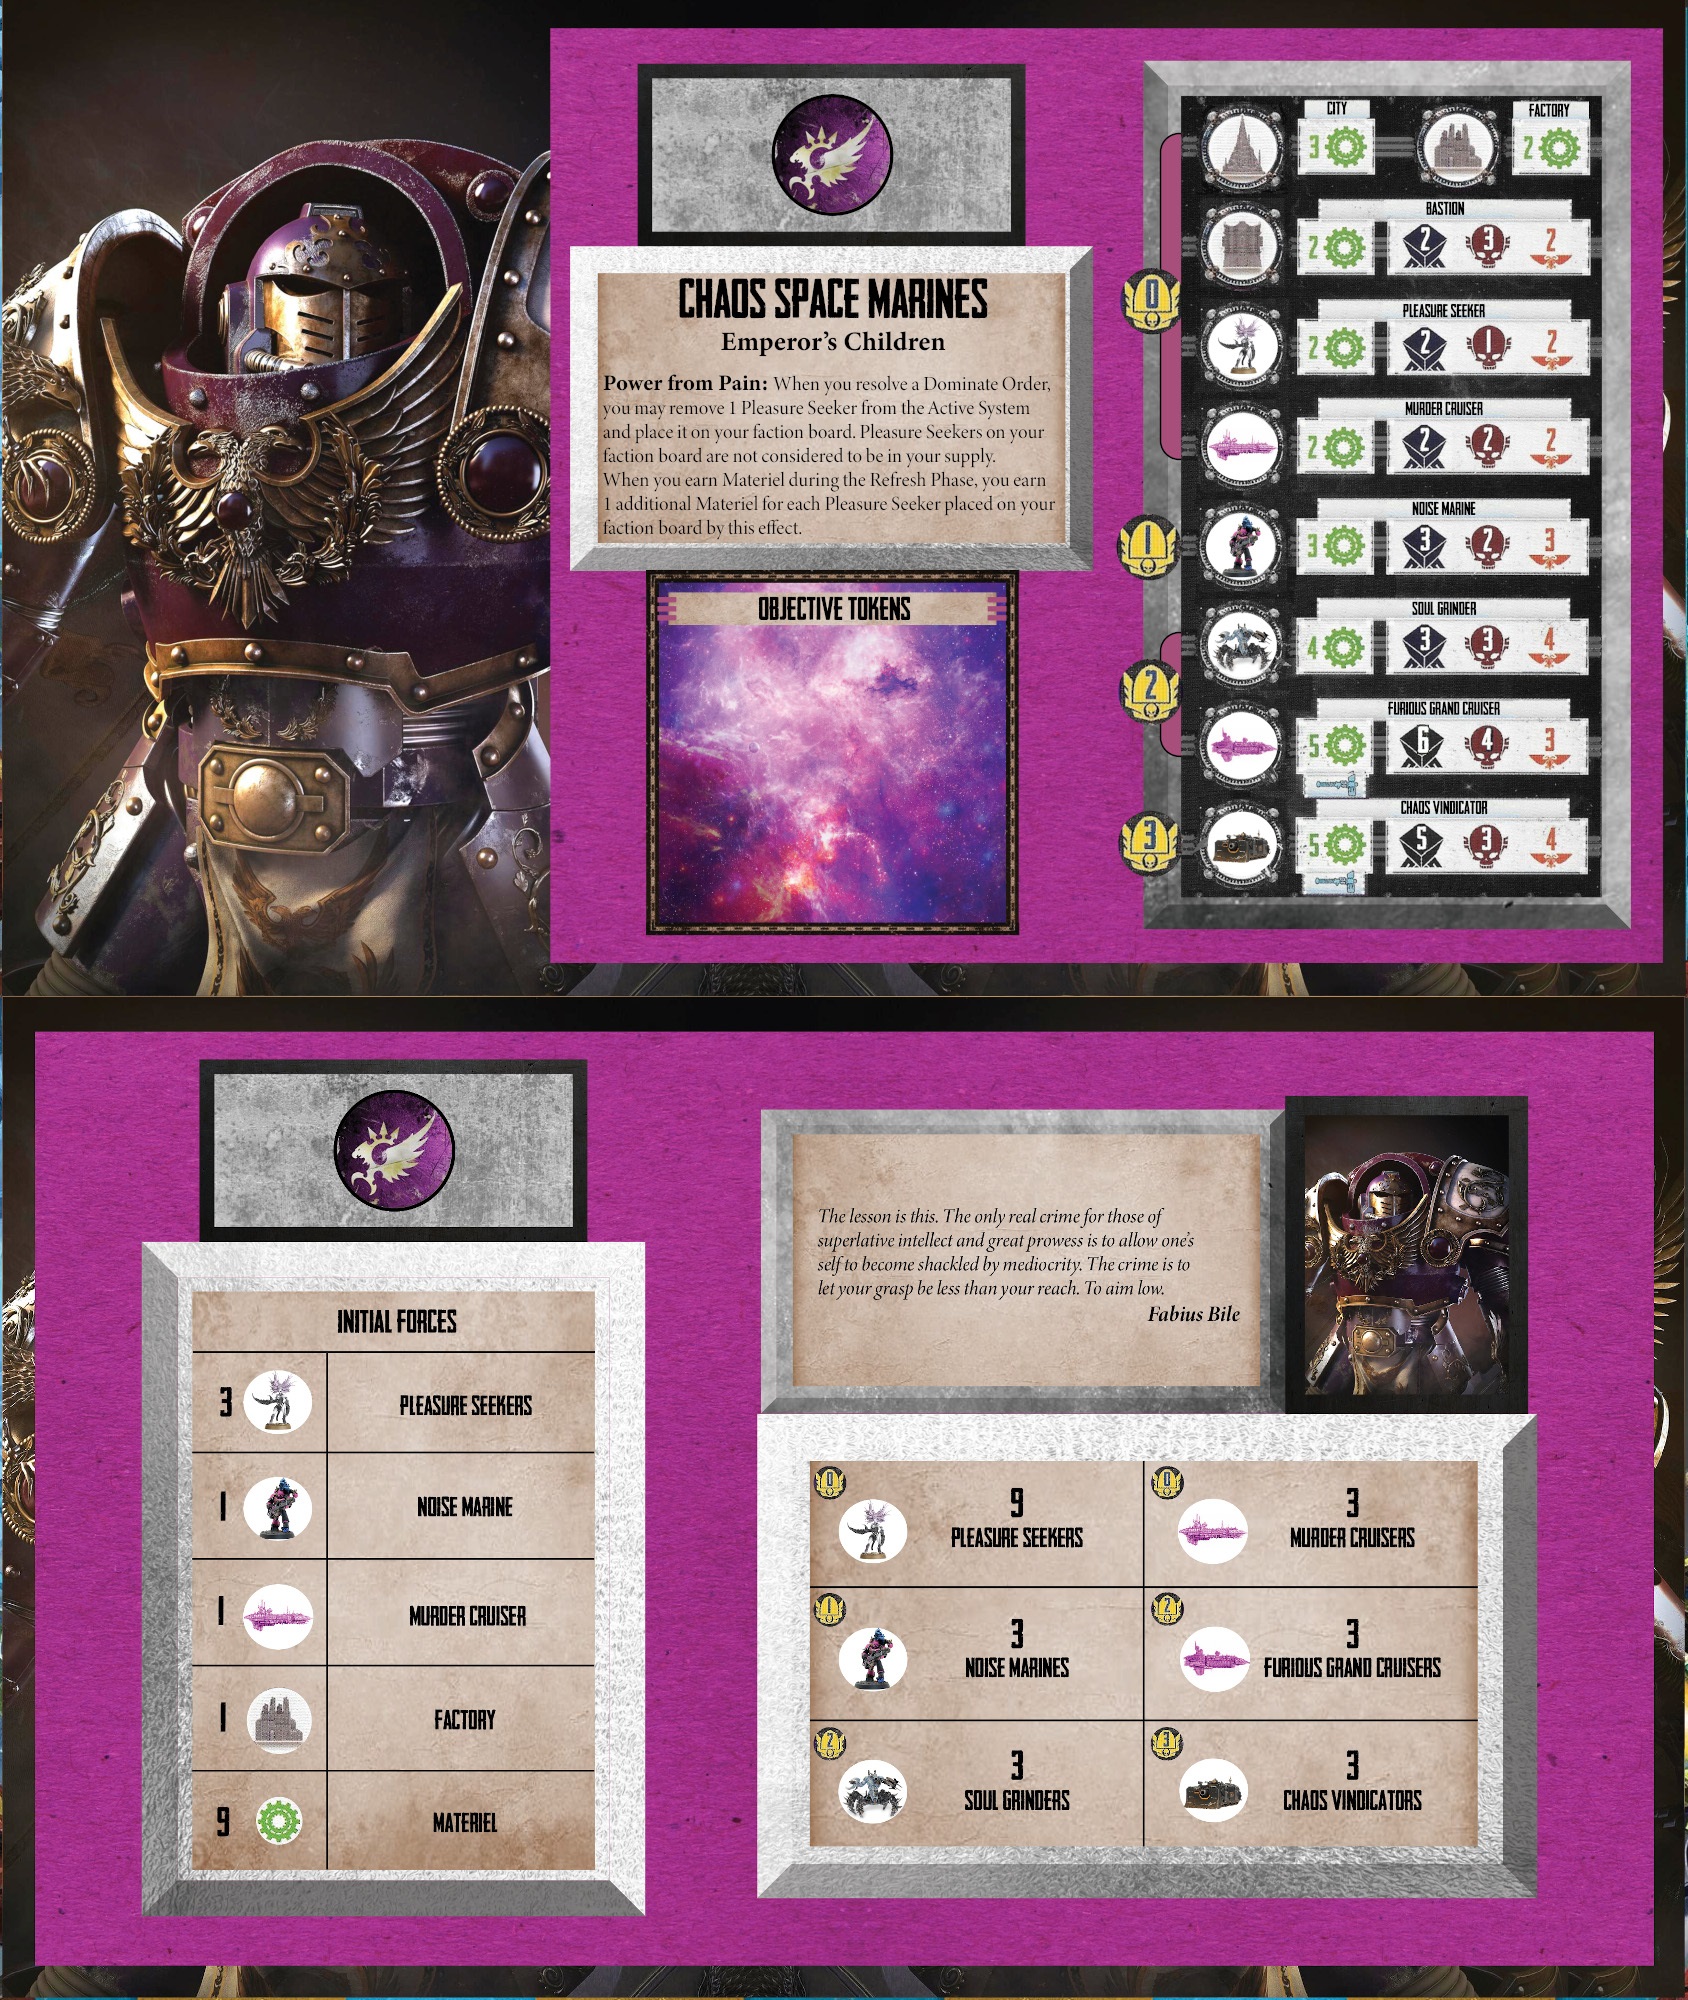 CHAOS SPACE MARINES
Emperor's Children
Power from Pain: When you resolve a Dominate Order,
you may remove 1 Pleasure Seeker from the Active System
and place it on your faction board. Pleasure Seekers on your
faction board are not considered to be in your supply.
When you earn Materiel during the Refresh Phase, you earn
1 additional Materiel for each Pleasure Seeker placed on your
faction board by this effect.
OBJECTIVE TOKENS
CITY
3
FACTORY
2
BASTION
2 2 3 2
0
PLEASURE SEEKER
2 2 1 2
MURDER CRUISER
2 2 2 2
1
NOISE MARINE
3 3 2 3
SOUL GRINDER
4 3 3 4
2
FURIOUS GRAND CRUISER
5 6 4 3
3
CHAOS VINDICATOR
5 5 3 4
INITIAL FORCES
3 PLEASURE SEEKERS
1 NOISE MARINE
1 MURDER CRUISER
1 FACTORY
9 MATERIEL
The lesson is this. The only real crime for those of
superlative intellect and great prowess is to allow one's
self to become shackled by mediocrity. The crime is to
let your grasp be less than your reach. To aim low.
Fabius Bile
0
9
PLEASURE SEEKERS
0
3
MURDER CRUISERS
1
3
NOISE MARINES
2
3
FURIOUS GRAND CRUISERS
2
3
SOUL GRINDERS
3
3
CHAOS VINDICATORS